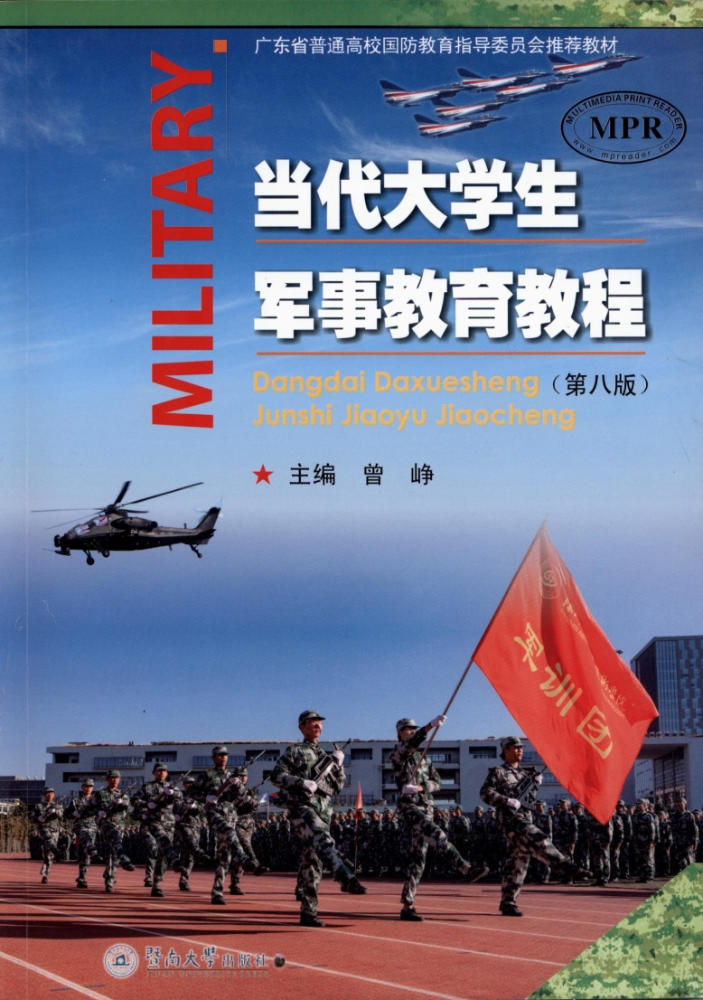 广东省普通高校国防教育指导委员会推荐教材
MULTIMEDIA PRINT READER
MPR
www.mpreader.com
MILITARY
当代大学生
军事教育教程
Dangdai Daxuesheng（第八版）
Junshi Jiaoyu Jiaocheng
★ 主编 曾 峥
军训团
暨南大学出版社
JINAN UNIVERSITY PRESS